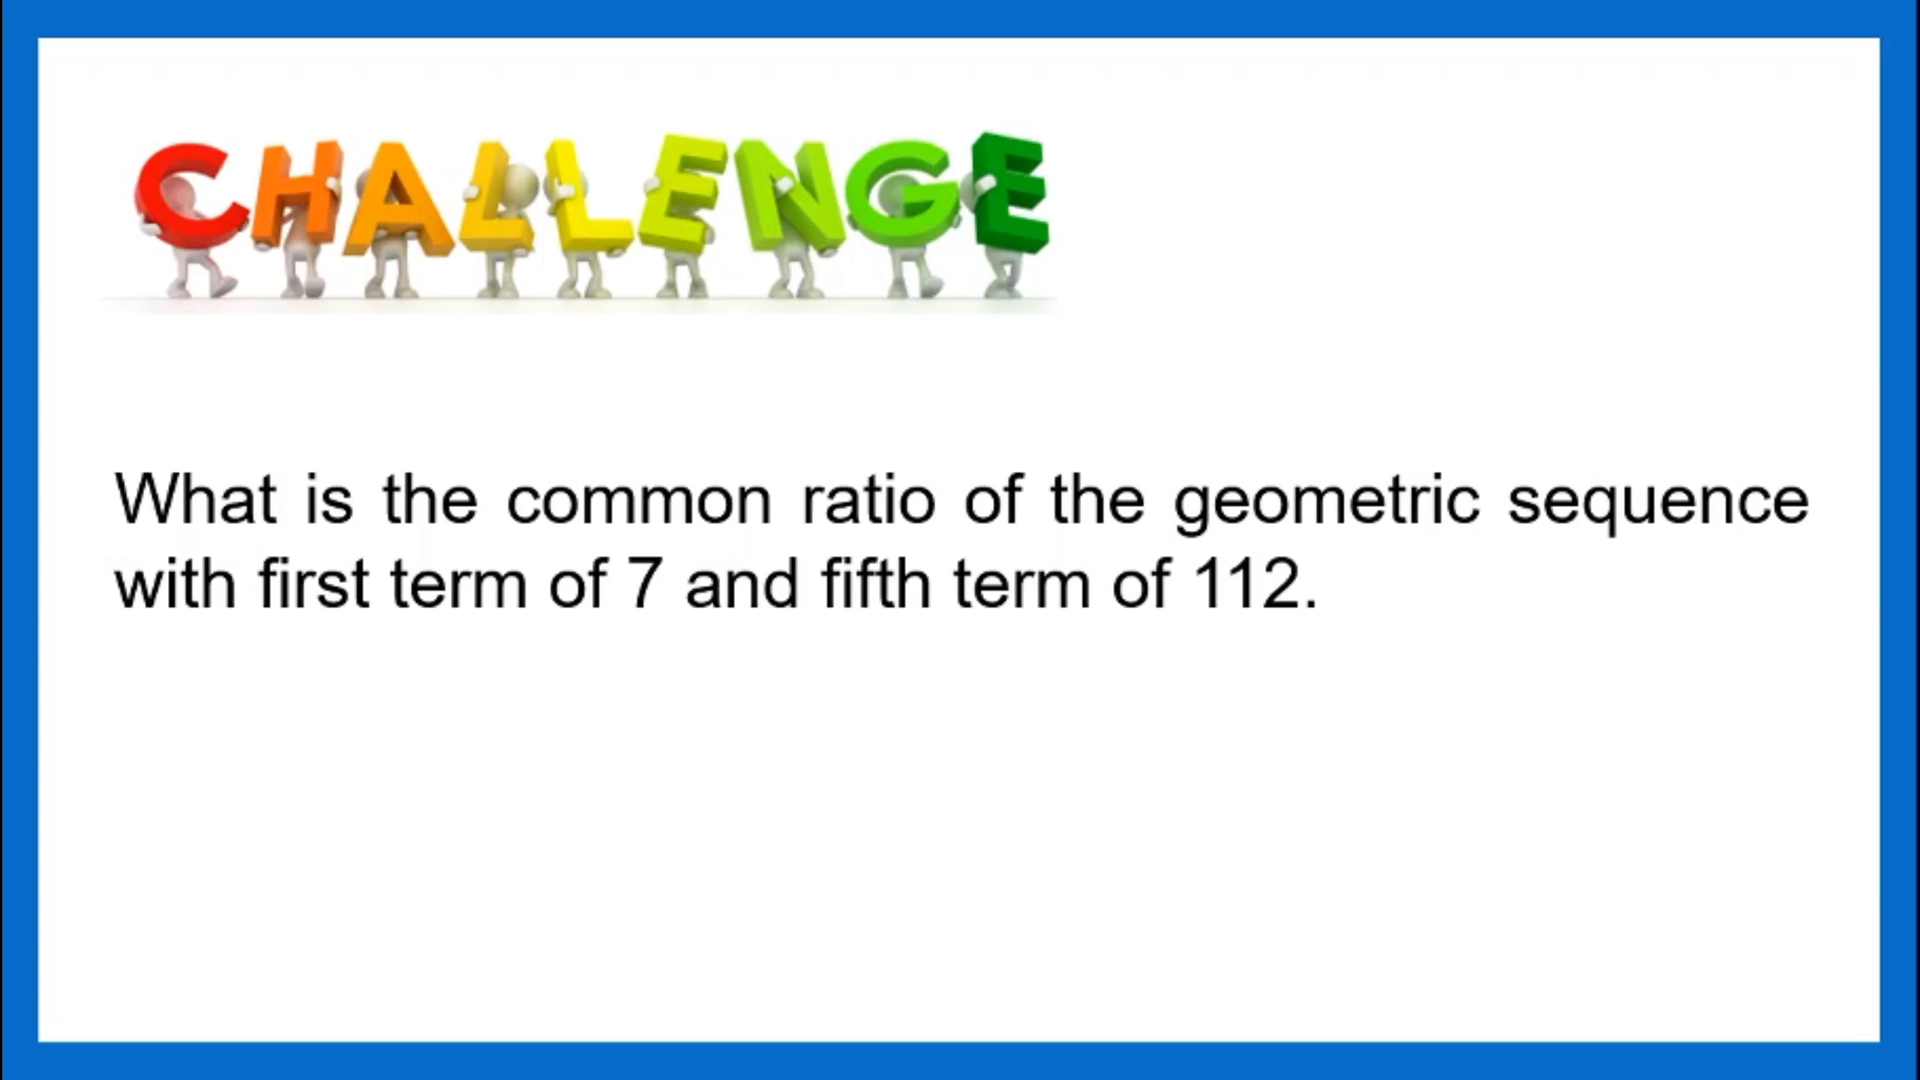 CHALLENGE
What is the common ratio of the geometric sequence
with first term of 7 and fifth term of 112.